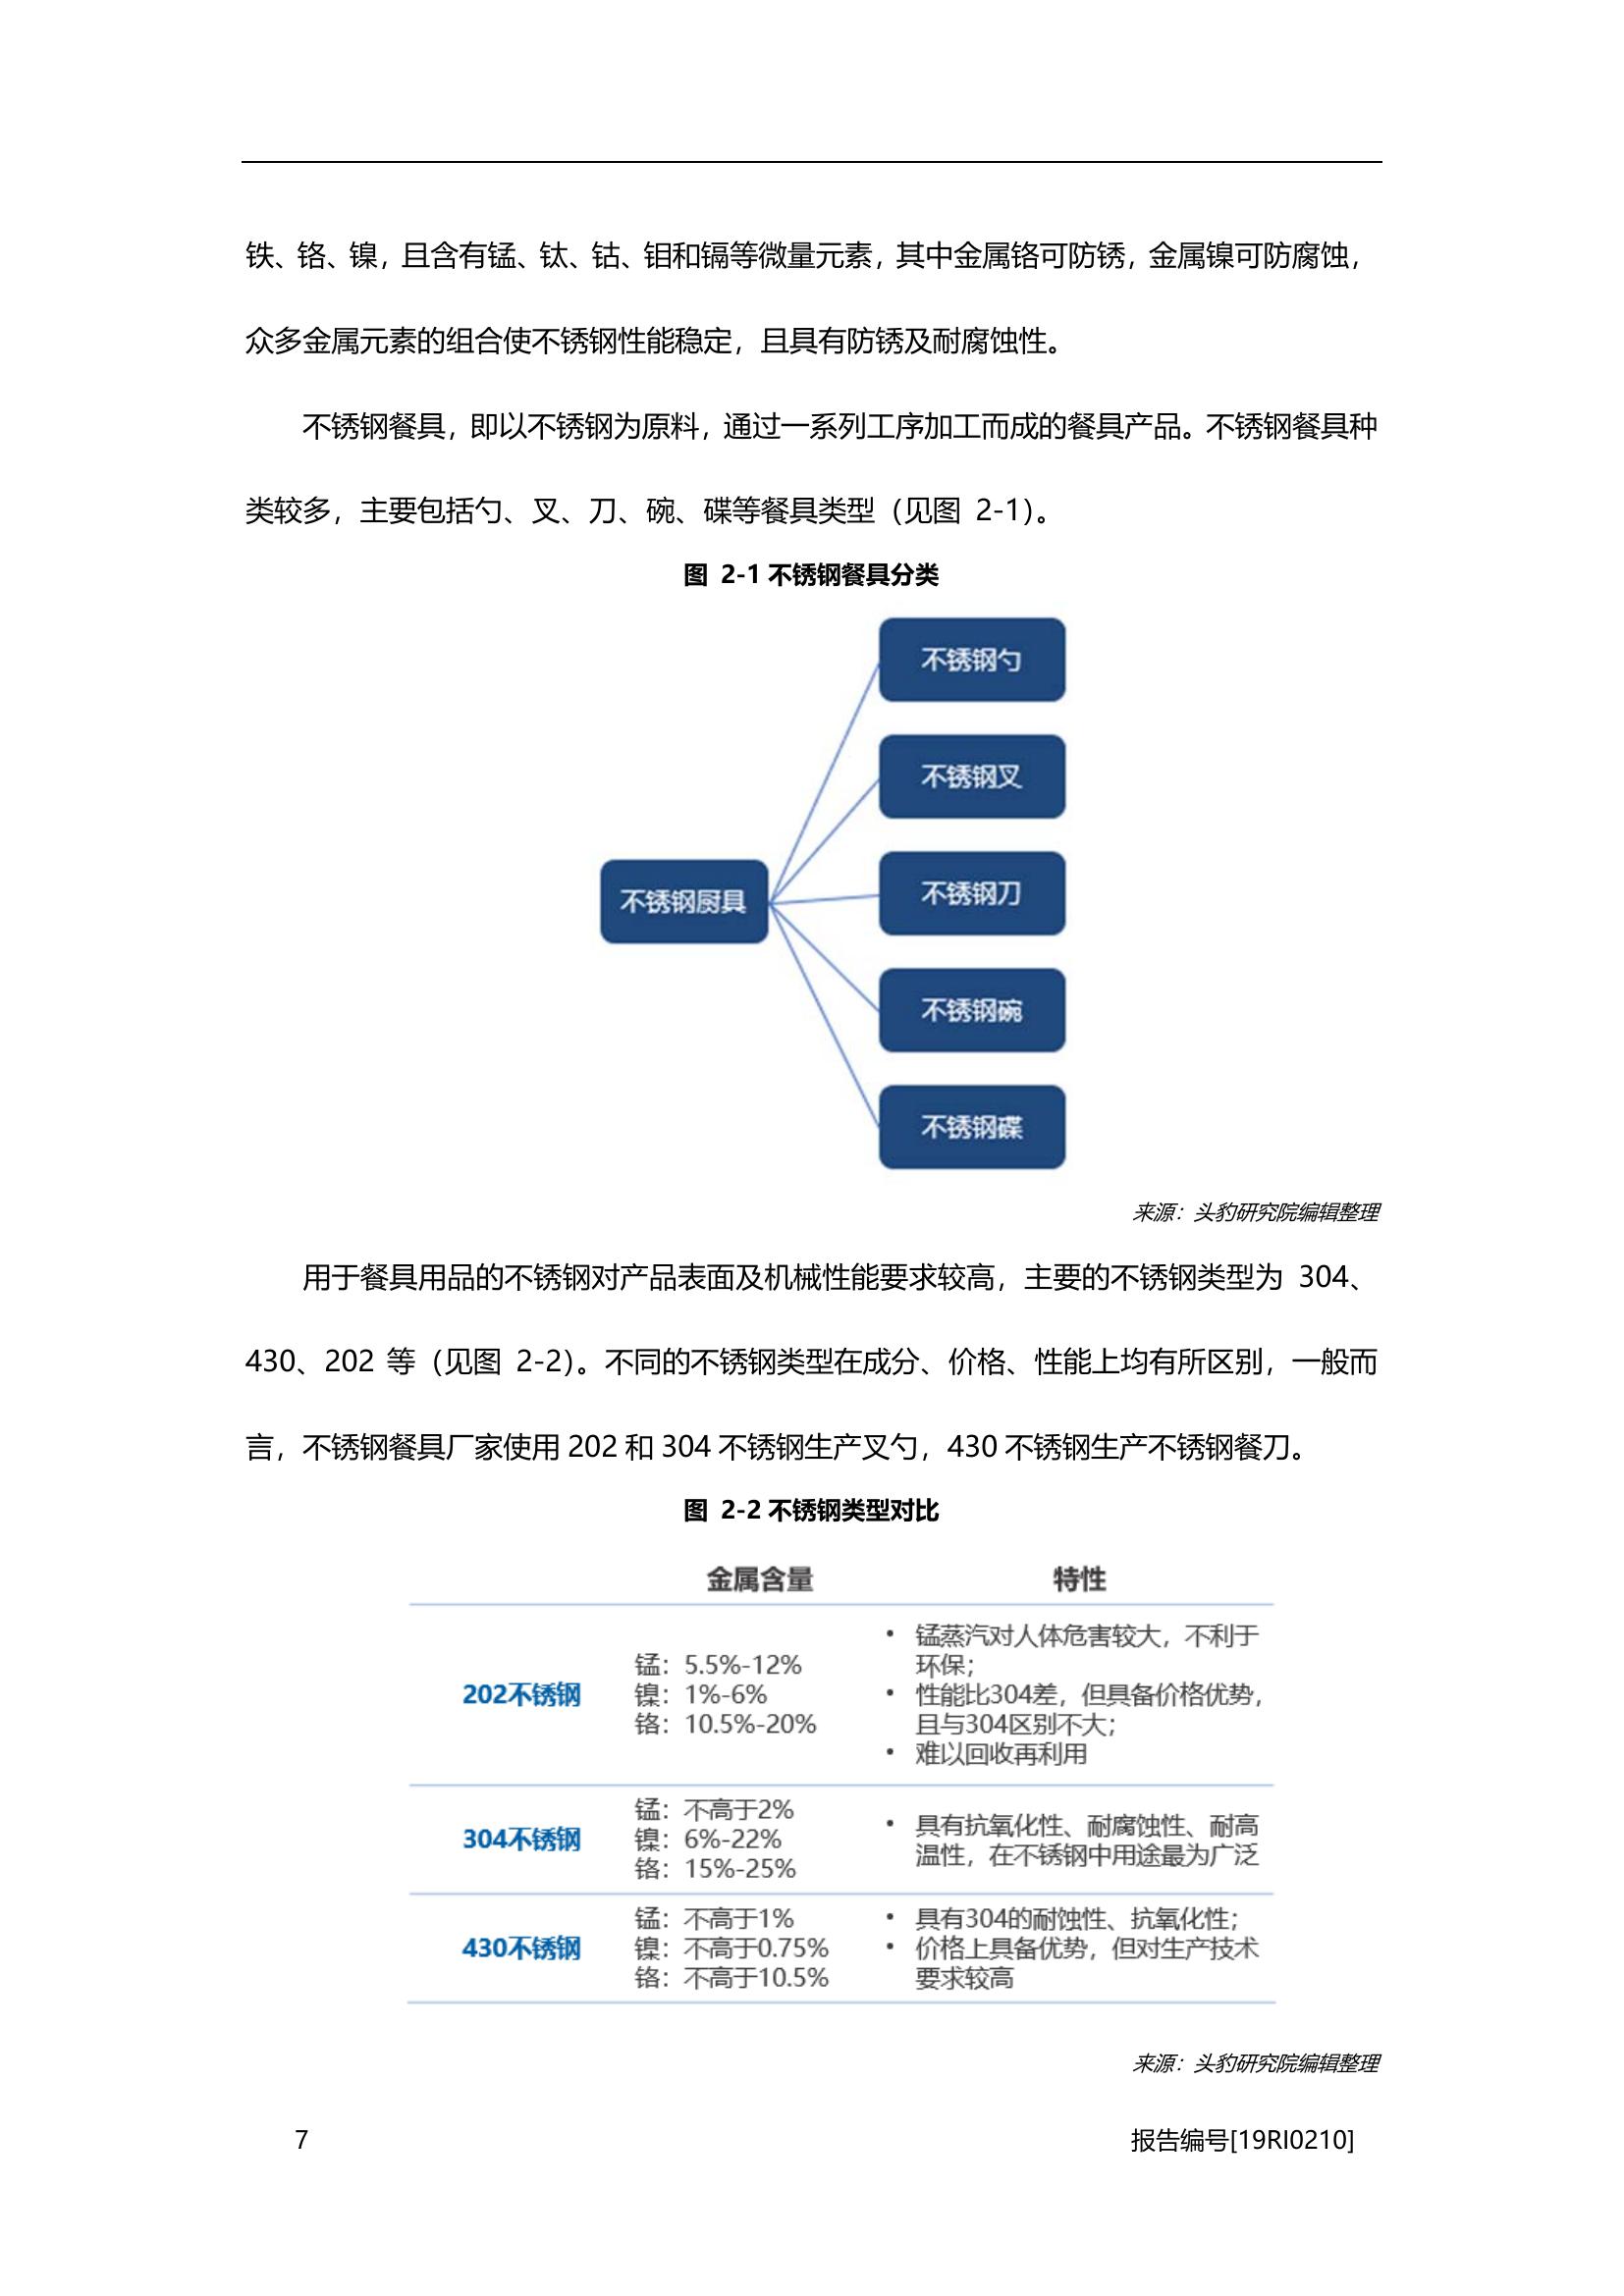 铁、铬、镍，且含有锰、钛、钴、钼和镉等微量元素，其中金属铬可防锈，金属镍可防腐蚀，
众多金属元素的组合使不锈钢性能稳定，且具有防锈及耐腐蚀性。
不锈钢餐具，即以不锈钢为原料，通过一系列工序加工而成的餐具产品。不锈钢餐具种
类较多，主要包括勺、叉、刀、碗、碟等餐具类型（见图 2-1）。
图 2-1 不锈钢餐具分类
不锈钢厨具
不锈钢勺
不锈钢叉
不锈钢刀
不锈钢碗
不锈钢碟
来源：头豹研究院编辑整理
用于餐具用品的不锈钢对产品表面及机械性能要求较高，主要的不锈钢类型为 304、
430、202 等（见图 2-2）。不同的不锈钢类型在成分、价格、性能上均有所区别，一般而
言，不锈钢餐具厂家使用 202 和 304 不锈钢生产叉勺，430 不锈钢生产不锈钢餐刀。
图 2-2 不锈钢类型对比
金属含量 特性
202不锈钢
锰：5.5%-12%
镍：1%-6%
铬：10.5%-20%
• 锰蒸汽对人体危害较大，不利于
环保；
• 性能比304差，但具备价格优势，
且与304区别不大；
• 难以回收再利用
304不锈钢
锰：不高于2%
镍：6%-22%
铬：15%-25%
• 具有抗氧化性、耐腐蚀性、耐高
温性，在不锈钢中用途最为广泛
430不锈钢
锰：不高于1%
镍：不高于0.75%
铬：不高于10.5%
• 具有304的耐蚀性、抗氧化性；
• 价格上具备优势，但对生产技术
要求较高
来源：头豹研究院编辑整理
7 报告编号[19RI0210]